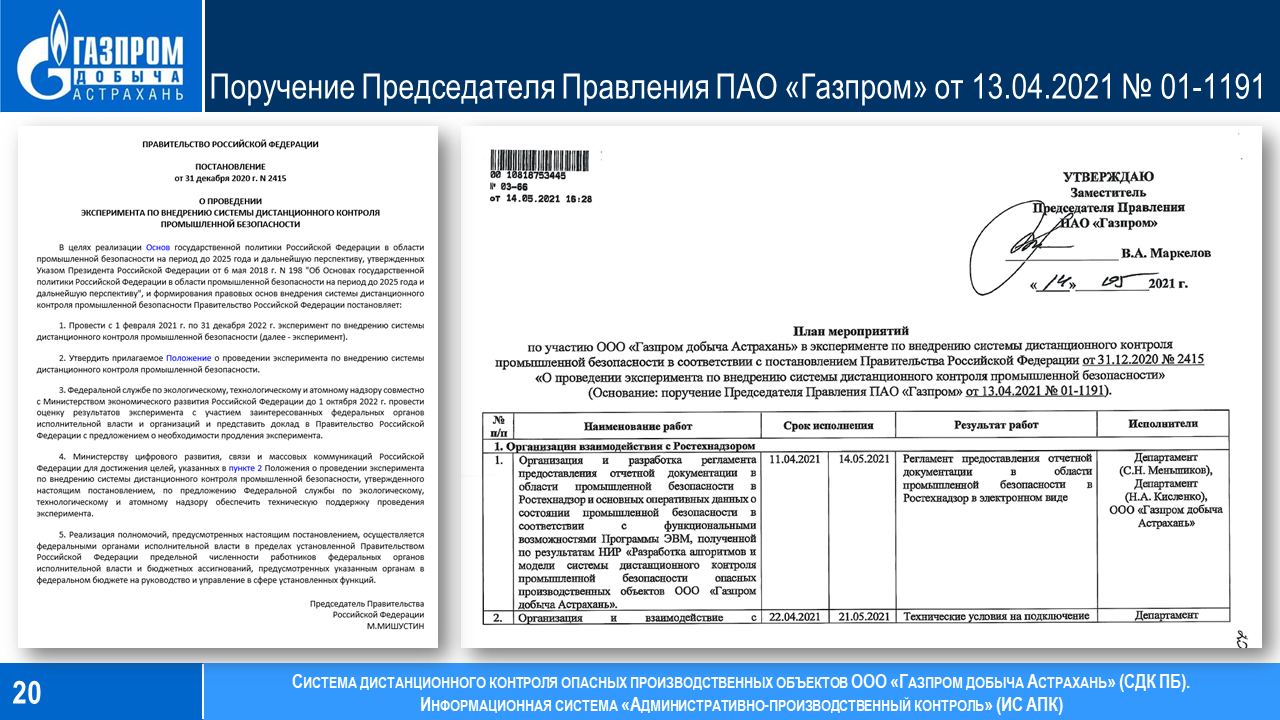 ГАЗПРОМ
ДОБЫЧА
АСТРАХАНЬ
Поручение Председателя Правления ПАО «Газпром» от 13.04.2021 № 01-1191
ПРАВИТЕЛЬСТВО РОССИЙСКОЙ ФЕДЕРАЦИИ
ПОСТАНОВЛЕНИЕ
от 31 декабря 2020 г. N 2415
О ПРОВЕДЕНИИ
ЭКСПЕРИМЕНТА ПО ВНЕДРЕНИЮ СИСТЕМЫ ДИСТАНЦИОННОГО КОНТРОЛЯ
ПРОМЫШЛЕННОЙ БЕЗОПАСНОСТИ
В целях реализации Основ государственной политики Российской Федерации в области
промышленной безопасности на период до 2025 года и дальнейшую перспективу, утвержденных
Указом Президента Российской Федерации от 6 мая 2018 г. N 198 "Об Основах государственной
политики Российской Федерации в области промышленной безопасности на период до 2025 года и
дальнейшую перспективу", и формирования правовых основ внедрения системы дистанционного
контроля промышленной безопасности Правительство Российской Федерации постановляет:
1. Провести с 1 февраля 2021 г. по 31 декабря 2022 г. эксперимент по внедрению системы
дистанционного контроля промышленной безопасности (далее - эксперимент).
2. Утвердить прилагаемое Положение о проведении эксперимента по внедрению системы
дистанционного контроля промышленной безопасности.
3. Федеральной службе по экологическому, технологическому и атомному надзору совместно
с Министерством экономического развития Российской Федерации до 1 октября 2022 г. провести
оценку результатов эксперимента с участием заинтересованных федеральных органов
исполнительной власти и организаций и представить доклад в Правительство Российской
Федерации с предложением о необходимости продления эксперимента.
4. Министерству цифрового развития, связи и массовых коммуникаций Российской
Федерации для достижения целей, указанных в пункте 2 Положения о проведении эксперимента
по внедрению системы дистанционного контроля промышленной безопасности, утвержденного
настоящим постановлением, по предложению Федеральной службы по экологическому,
технологическому и атомному надзору обеспечить техническую поддержку проведения
эксперимента.
5. Реализация полномочий, предусмотренных настоящим постановлением, осуществляется
федеральными органами исполнительной власти в пределах установленной Правительством
Российской Федерации предельной численности работников федеральных органов
исполнительной власти и бюджетных ассигнований, предусмотренных указанным органам в
федеральном бюджете на руководство и управление в сфере установленных функций.
Председатель Правительства
Российской Федерации
М.МИШУСТИН
00 10818753445
№ 03-66
от 14.05.2021 16:28
УТВЕРЖДАЮ
Заместитель
Председателя Правления
ПАО «Газпром»
В.А. Маркелов
«14» 05 2021 г.
План мероприятий
по участию ООО «Газпром добыча Астрахань» в эксперименте по внедрению системы дистанционного контроля
промышленной безопасности в соответствии с постановлением Правительства Российской Федерации от 31.12.2020 № 2415
«О проведении эксперимента по внедрению системы дистанционного контроля промышленной безопасности»
(Основание: поручение Председателя Правления ПАО «Газпром» от 13.04.2021 № 01-1191).
№ п/п Наименование работ Срок исполнения Результат работ Исполнители
1. Организация взаимодействия с Ростехнадзором
1. Организация и разработка регламента 11.04.2021 14.05.2021 Регламент предоставления отчетной Департамент
предоставления отчетной документации в документации в области (С.Н. Меньшиков),
области промышленной безопасности в промышленной безопасности в Департамент
Ростехнадзор и основных оперативных данных о Ростехнадзор в электронном виде (Н.А. Кисленко),
состоянии промышленной безопасности в ООО «Газпром добыча
соответствии с функциональными Астрахань»
возможностями Программы ЭВМ, полученной
по результатам НИР «Разработка алгоритмов и
модели системы дистанционного контроля
промышленной безопасности опасных
производственных объектов ООО «Газпром
добыча Астрахань».
2. Организация и взаимодействие с 22.04.2021 21.05.2021 Технические условия на подключение Департамент
20
СИСТЕМА ДИСТАНЦИОННОГО КОНТРОЛЯ ОПАСНЫХ ПРОИЗВОДСТВЕННЫХ ОБЪЕКТОВ ООО «ГАЗПРОМ ДОБЫЧА АСТРАХАНЬ» (СДК ПБ).
ИНФОРМАЦИОННАЯ СИСТЕМА «АДМИНИСТРАТИВНО-ПРОИЗВОДСТВЕННЫЙ КОНТРОЛЬ» (ИС АПК)